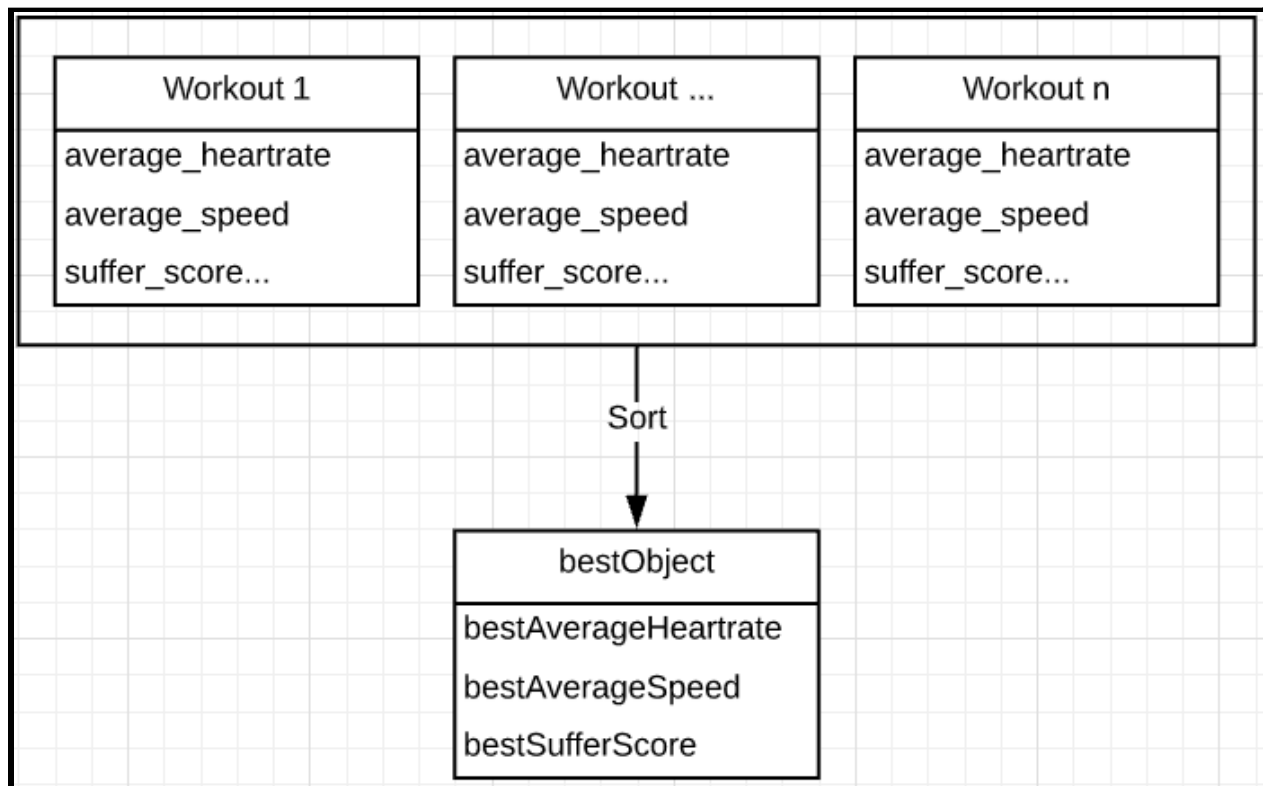 Workout 1
average_heartrate
average_speed
suffer_score...
Workout ...
average_heartrate
average_speed
suffer_score...
Workout n
average_heartrate
average_speed
suffer_score...
Sort
bestObject
bestAverageHeartrate
bestAverageSpeed
bestSufferScore